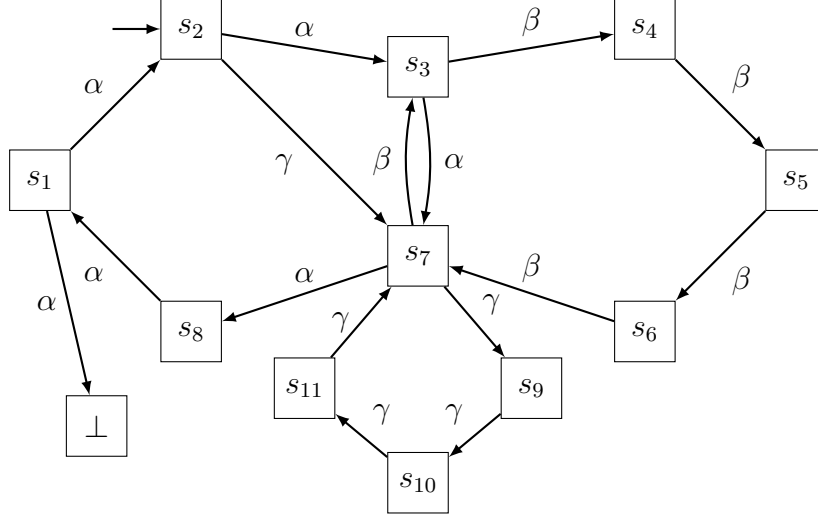 s₂ α s₃ β s₄
α β
s₁ γ β α s₅
α α α s₇ β β
s₈ γ γ s₆
s₁₁ s₉
⊥ γ γ
s₁₀